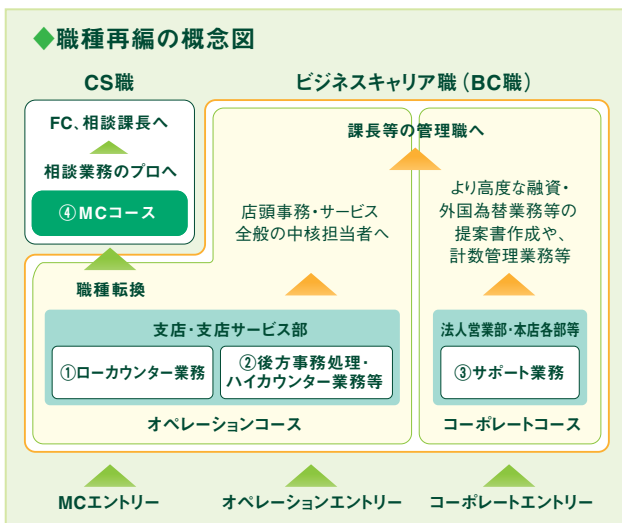 ◆職種再編の概念図
CS職
ビジネスキャリア職（BC職）
FC、相談課長へ
相談業務のプロへ
④MCコース
職種転換
課長等の管理職へ
店頭事務・サービス
全般の中核担当者へ
より高度な融資・
外国為替業務等の
提案書作成や、
計数管理業務等
支店・支店サービス部
①ローカウンター業務
②後方事務処理・
ハイカウンター業務等
オペレーションコース
法人営業部・本店各部等
③サポート業務
コーポレートコース
MCエントリー
オペレーションエントリー
コーポレートエントリー